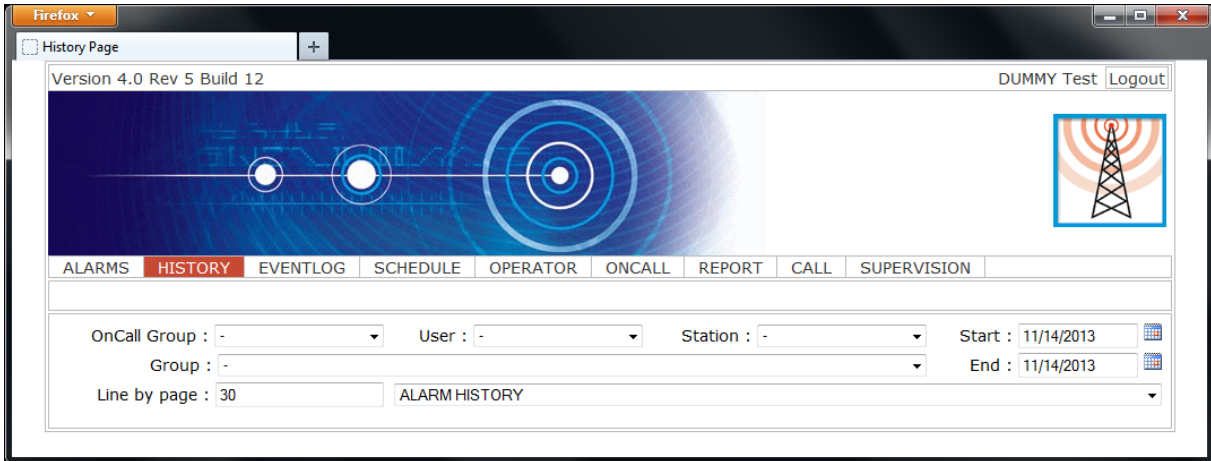 Firefox
History Page
Version 4.0 Rev 5 Build 12 DUMMY Test Logout
ALARMS HISTORY EVENTLOG SCHEDULE OPERATOR ONCALL REPORT CALL SUPERVISION
OnCall Group : - User : - Station : - Start : 11/14/2013
Group : - End : 11/14/2013
Line by page : 30 ALARM HISTORY